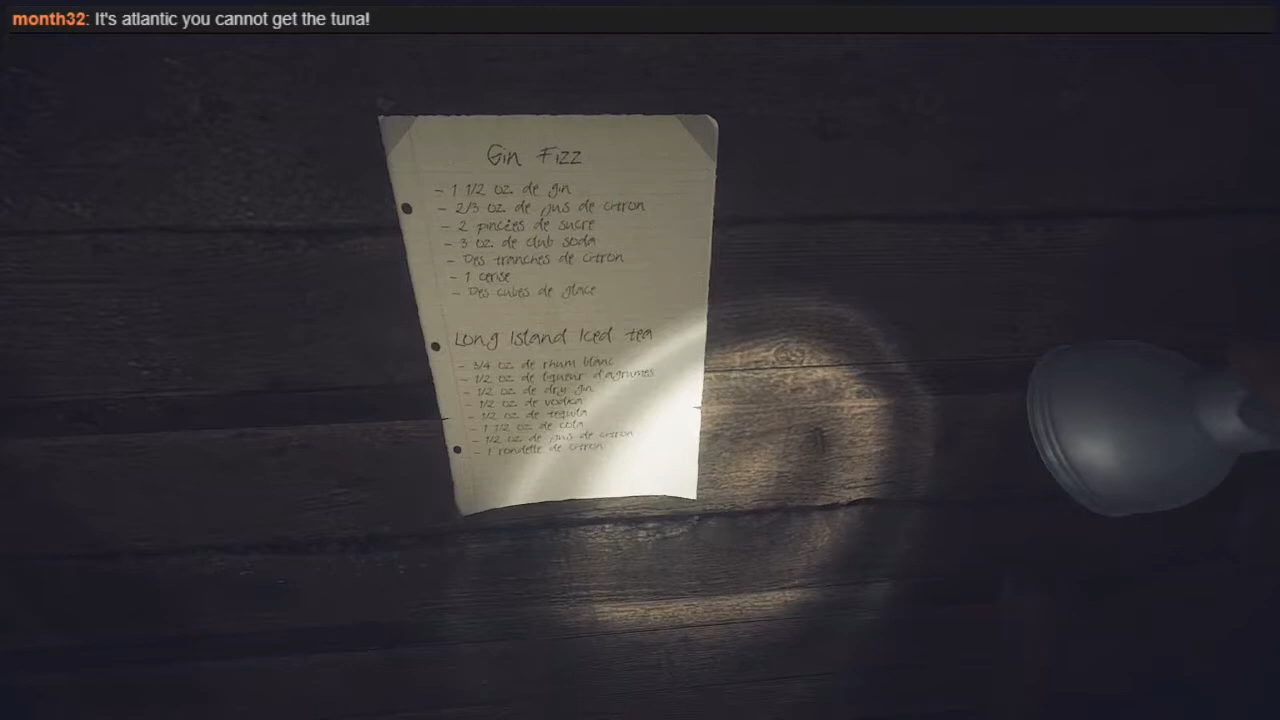 month32: It's atlantic you cannot get the tuna!
Gin Fizz
- 1 1/2 oz. de gin
- 2/3 oz. de jus de citron
- 2 pincées de sucre
- 3 oz. de club soda
- Des tranches de citron
- 1 cerise
- Des cubes de glace
Long Island Iced tea
- 3/4 oz. de rhum blanc
- 1/2 oz. de liqueur d'agrumes
- 1/2 oz. de dry gin
- 1/2 oz. de vodka
- 1/2 oz. de tequila
- 1 1/2 oz. de cola
- 1/2 oz. de jus de citron
- 1 rondelle de citron